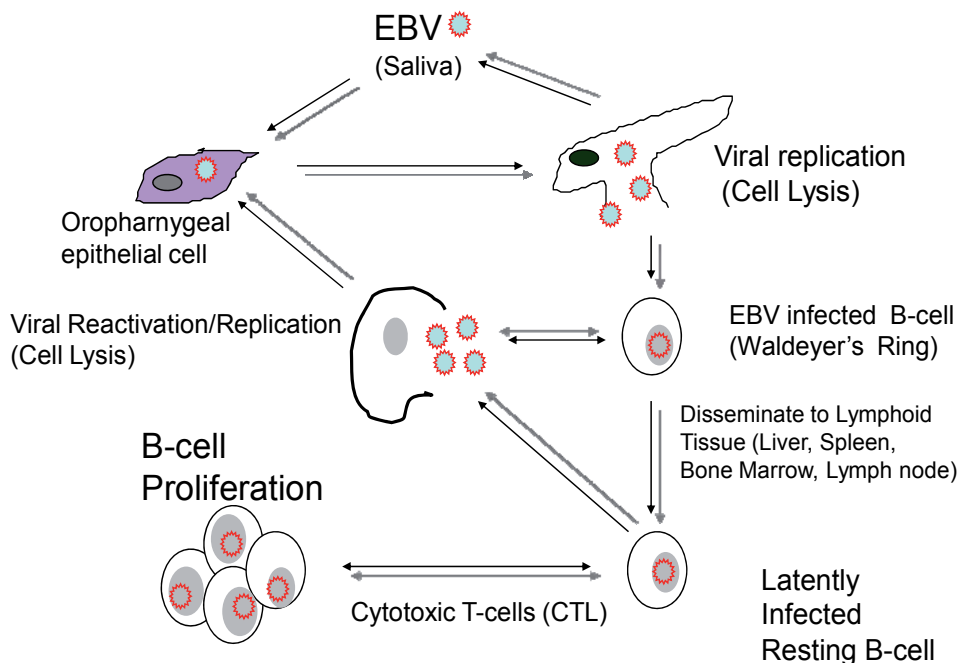 EBV
(Saliva)
Viral replication
(Cell Lysis)
Oropharnygeal
epithelial cell
Viral Reactivation/Replication
(Cell Lysis)
EBV infected B-cell
(Waldeyer's Ring)
Disseminate to Lymphoid
Tissue (Liver, Spleen,
Bone Marrow, Lymph node)
B-cell
Proliferation
Cytotoxic T-cells (CTL)
Latently
Infected
Resting B-cell